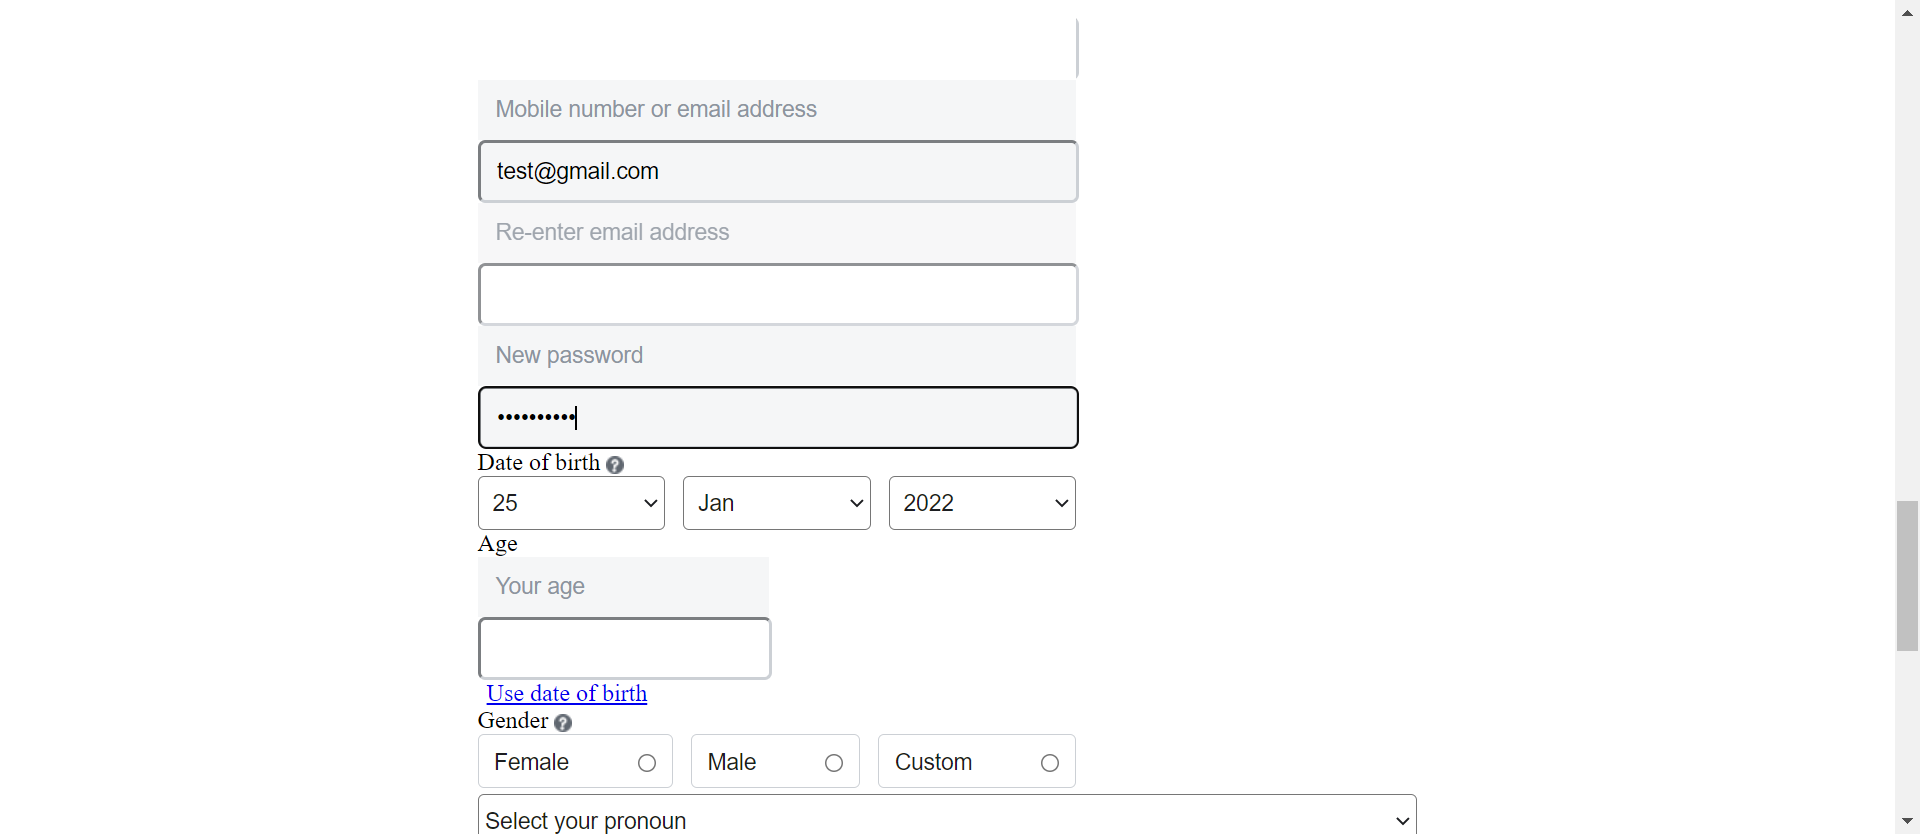 Mobile number or email address
test@gmail.com
Re-enter email address
New password
••••••••••
Date of birth ?
25 Jan 2022
Age
Your age
Use date of birth
Gender ?
Female Male Custom
Select your pronoun